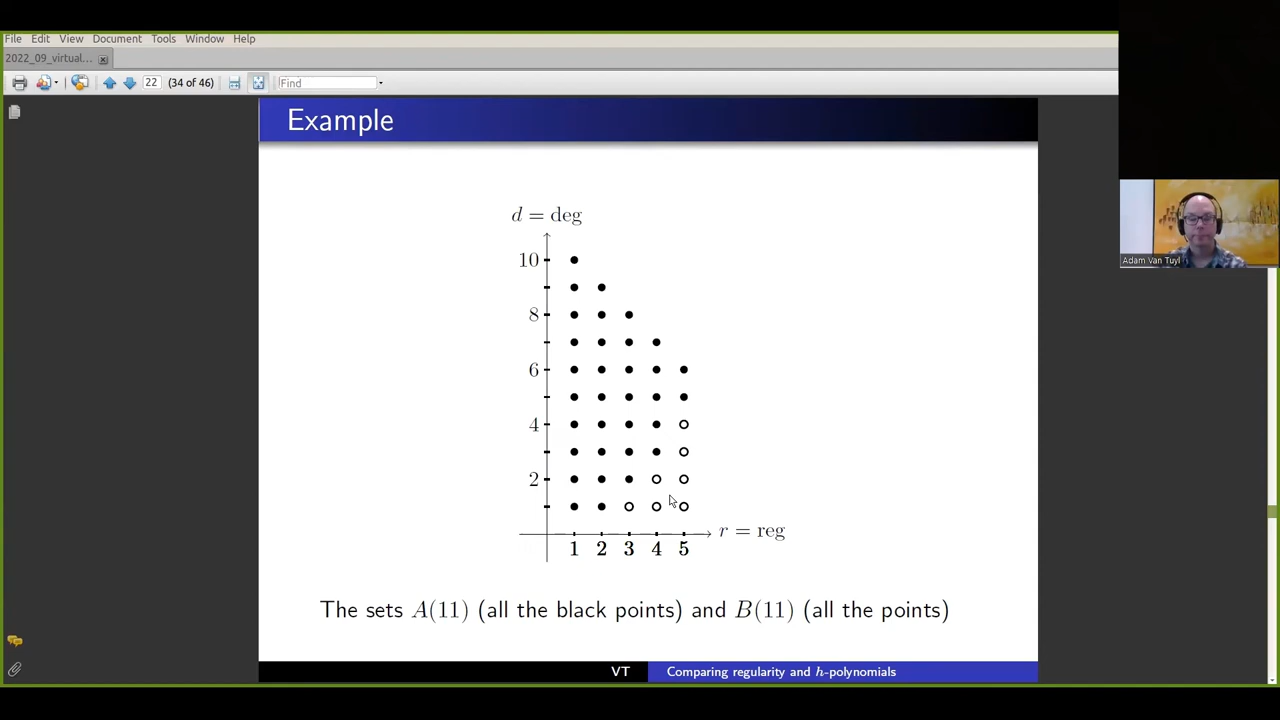 File Edit View Document Tools Window Help
2022_09_virtual...
22 (34 of 46) Find
Example
d = deg
10
8
6
4
2
r = reg
1 2 3 4 5
The sets A(11) (all the black points) and B(11) (all the points)
VT Comparing regularity and h-polynomials
Adam Van Tuyl